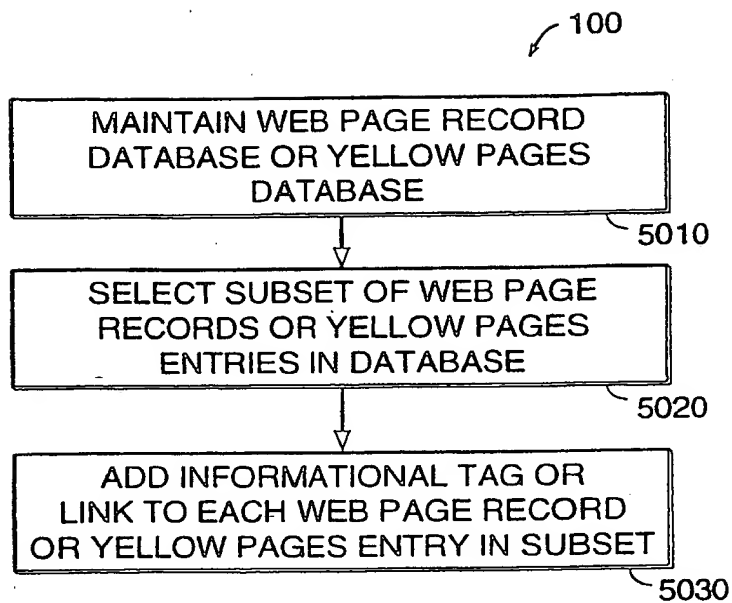 100
MAINTAIN WEB PAGE RECORD
DATABASE OR YELLOW PAGES
DATABASE
5010
SELECT SUBSET OF WEB PAGE
RECORDS OR YELLOW PAGES
ENTRIES IN DATABASE
5020
ADD INFORMATIONAL TAG OR
LINK TO EACH WEB PAGE RECORD
OR YELLOW PAGES ENTRY IN SUBSET
5030